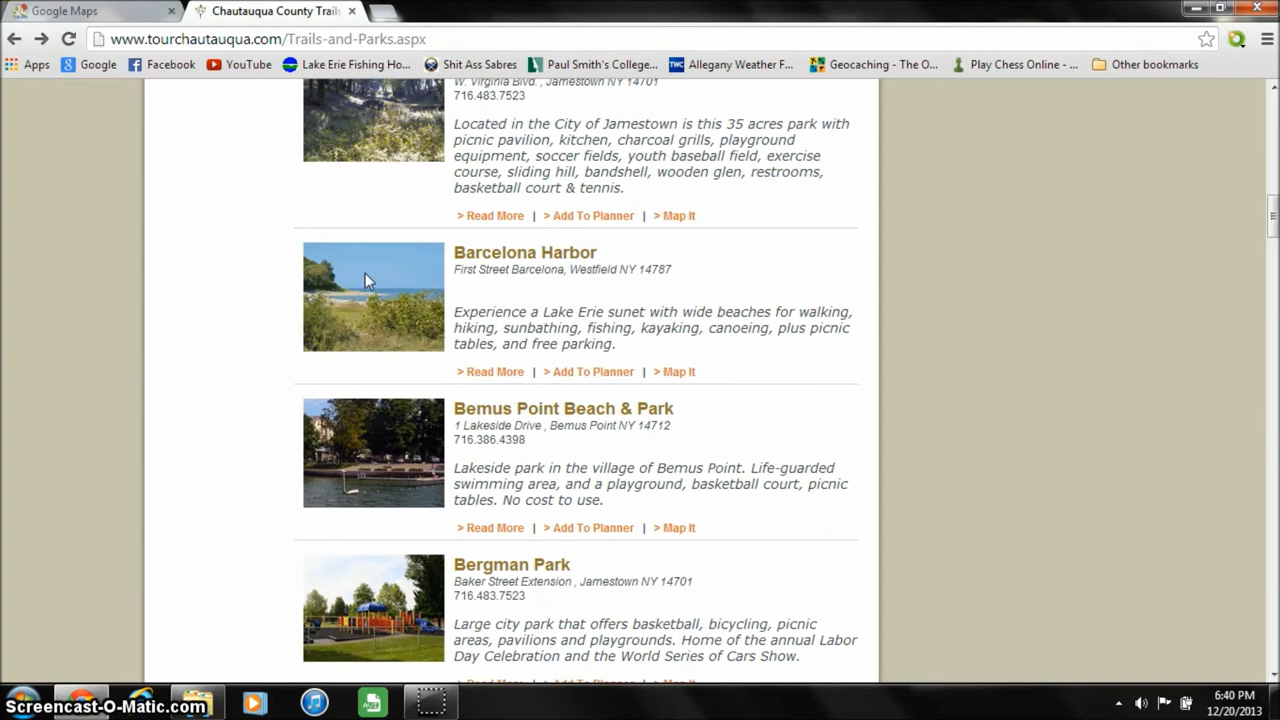 Google Maps
Chautauqua County Trails
www.tourchautauqua.com/Trails-and-Parks.aspx
Apps Google Facebook YouTube Lake Erie Fishing Ho... Shit Ass Sabres Paul Smith's College... Allegany Weather F... Geocaching - The O... Play Chess Online - ... Other bookmarks
W. Virginia Blvd. , Jamestown NY 14701
716.483.7523
Located in the City of Jamestown is this 35 acres park with
picnic pavilion, kitchen, charcoal grills, playground
equipment, soccer fields, youth baseball field, exercise
course, sliding hill, bandshell, wooden glen, restrooms,
basketball court & tennis.
> Read More | > Add To Planner | > Map It
Barcelona Harbor
First Street Barcelona, Westfield NY 14787
Experience a Lake Erie sunet with wide beaches for walking,
hiking, sunbathing, fishing, kayaking, canoeing, plus picnic
tables, and free parking.
> Read More | > Add To Planner | > Map It
Bemus Point Beach & Park
1 Lakeside Drive , Bemus Point NY 14712
716.386.4398
Lakeside park in the village of Bemus Point. Life-guarded
swimming area, and a playground, basketball court, picnic
tables. No cost to use.
> Read More | > Add To Planner | > Map It
Bergman Park
Baker Street Extension , Jamestown NY 14701
716.483.7523
Large city park that offers basketball, bicycling, picnic
areas, pavilions and playgrounds. Home of the annual Labor
Day Celebration and the World Series of Cars Show.
> Read More | > Add To Planner | > Map It
Screencast-O-Matic.com
6:40 PM
12/20/2013